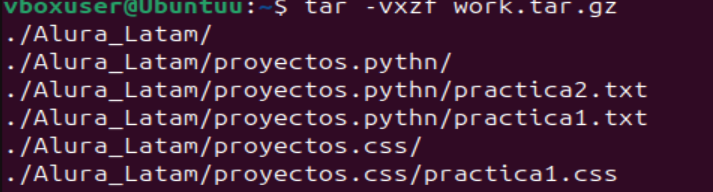 vboxuser@Ubuntuu:~$ tar -vxzf work.tar.gz
./Alura_Latam/
./Alura_Latam/proyectos.pythn/
./Alura_Latam/proyectos.pythn/practica2.txt
./Alura_Latam/proyectos.pythn/practica1.txt
./Alura_Latam/proyectos.css/
./Alura_Latam/proyectos.css/practica1.css